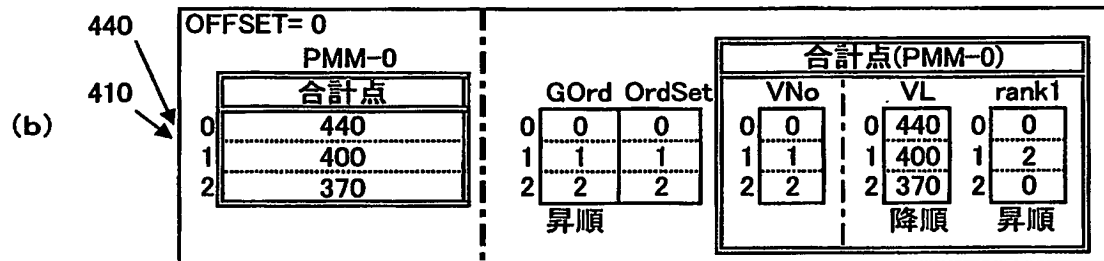 440
OFFSET= 0
PMM-0
合計点(PMM-0)
410
合計点
GOrd OrdSet VNo VL rank1
(b)
0 440 0 0 0 0 0 0 440 0 0
1 400 1 1 1 1 1 1 400 1 2
2 370 2 2 2 2 2 2 370 2 0
昇順 降順 昇順